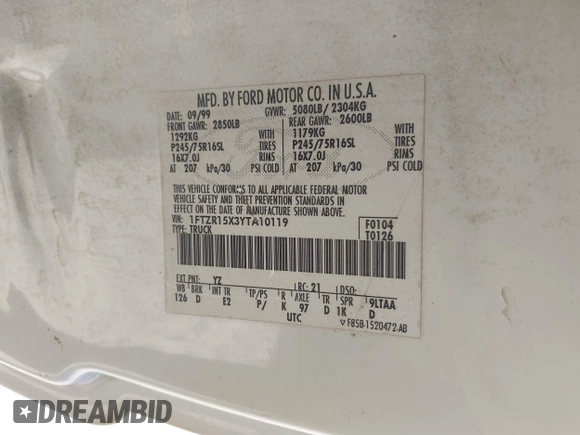 MFD. BY FORD MOTOR CO. IN U.S.A.
DATE: 09/99 GVWR: 5080LB/ 2304KG
FRONT GAWR: 2850LB REAR GAWR: 2600LB
1292KG WITH 1179KG WITH
P245/75R16SL TIRES P245/75R16SL TIRES
16X7.0J RIMS 16X7.0J RIMS
AT 207 kPa/30 PSI COLD AT 207 kPa/30 PSI COLD
THIS VEHICLE CONFORMS TO ALL APPLICABLE FEDERAL MOTOR
VEHICLE SAFETY AND THEFT PREVENTION STANDARDS IN
EFFECT ON THE DATE OF MANUFACTURE SHOWN ABOVE
VIN: 1FTZR15X3YTA10119 F0104
TYPE: TRUCK T0126
EXT PNT: YZ RC: 21 DSO:
WB BRK INT TR TP/PS R AXLE TR SPR 9LTAA
126 D E2 P/ K 97 D 1K D
UTC F85B-1520472-AB
DREAMBID